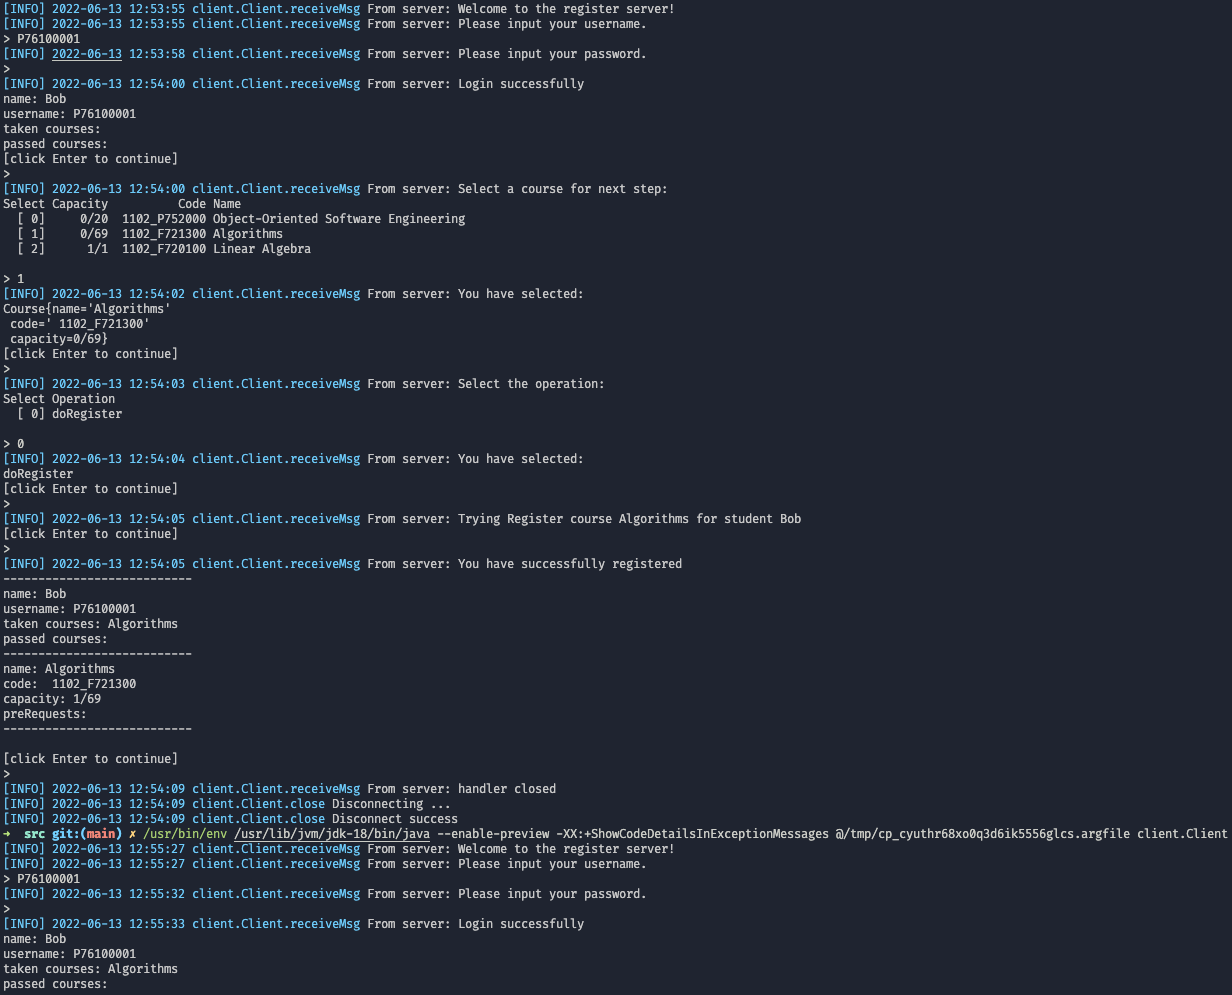 [INFO] 2022-06-13 12:53:55 client.Client.receiveMsg From server: Welcome to the register server!
[INFO] 2022-06-13 12:53:55 client.Client.receiveMsg From server: Please input your username.
> P76100001
[INFO] 2022-06-13 12:53:58 client.Client.receiveMsg From server: Please input your password.
>
[INFO] 2022-06-13 12:54:00 client.Client.receiveMsg From server: Login successfully
name: Bob
username: P76100001
taken courses:
passed courses:
[click Enter to continue]
>
[INFO] 2022-06-13 12:54:00 client.Client.receiveMsg From server: Select a course for next step:
Select Capacity          Code Name
  [ 0]     0/20  1102_P752000 Object-Oriented Software Engineering
  [ 1]     0/69  1102_F721300 Algorithms
  [ 2]      1/1  1102_F720100 Linear Algebra

> 1
[INFO] 2022-06-13 12:54:02 client.Client.receiveMsg From server: You have selected:
Course{name='Algorithms'
 code=' 1102_F721300'
 capacity=0/69}
[click Enter to continue]
>
[INFO] 2022-06-13 12:54:03 client.Client.receiveMsg From server: Select the operation:
Select Operation
  [ 0] doRegister

> 0
[INFO] 2022-06-13 12:54:04 client.Client.receiveMsg From server: You have selected:
doRegister
[click Enter to continue]
>
[INFO] 2022-06-13 12:54:05 client.Client.receiveMsg From server: Trying Register course Algorithms for student Bob
[click Enter to continue]
>
[INFO] 2022-06-13 12:54:05 client.Client.receiveMsg From server: You have successfully registered
---------------------------
name: Bob
username: P76100001
taken courses: Algorithms
passed courses:
---------------------------
name: Algorithms
code:  1102_F721300
capacity: 1/69
preRequests:
---------------------------

[click Enter to continue]
>
[INFO] 2022-06-13 12:54:09 client.Client.receiveMsg From server: handler closed
[INFO] 2022-06-13 12:54:09 client.Client.close Disconnecting ...
[INFO] 2022-06-13 12:54:09 client.Client.close Disconnect success
➜  src git:(main) ✗ /usr/bin/env /usr/lib/jvm/jdk-18/bin/java --enable-preview -XX:+ShowCodeDetailsInExceptionMessages @/tmp/cp_cyuthr68xo0q3d6ik5556glcs.argfile client.Client
[INFO] 2022-06-13 12:55:27 client.Client.receiveMsg From server: Welcome to the register server!
[INFO] 2022-06-13 12:55:27 client.Client.receiveMsg From server: Please input your username.
> P76100001
[INFO] 2022-06-13 12:55:32 client.Client.receiveMsg From server: Please input your password.
>
[INFO] 2022-06-13 12:55:33 client.Client.receiveMsg From server: Login successfully
name: Bob
username: P76100001
taken courses: Algorithms
passed courses: